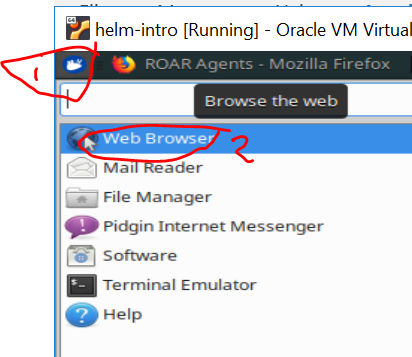 helm-intro [Running] - Oracle VM Virtual
ROAR Agents - Mozilla Firefox
1
Browse the web
Web Browser
2
Mail Reader
File Manager
Pidgin Internet Messenger
Software
Terminal Emulator
Help